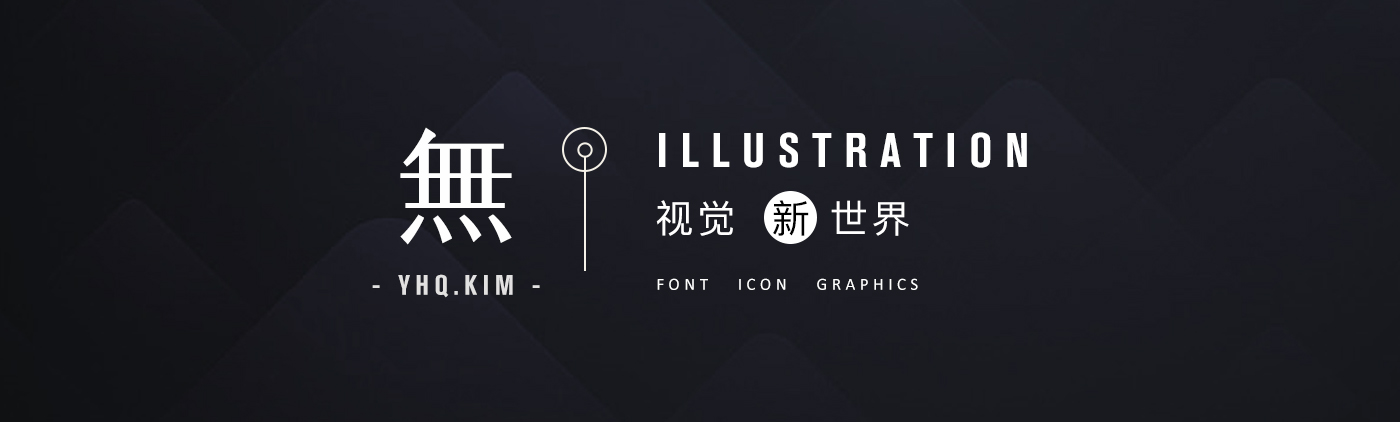 無
- YHQ.KIM -
ILLUSTRATION
视觉 新 世界
FONT ICON GRAPHICS